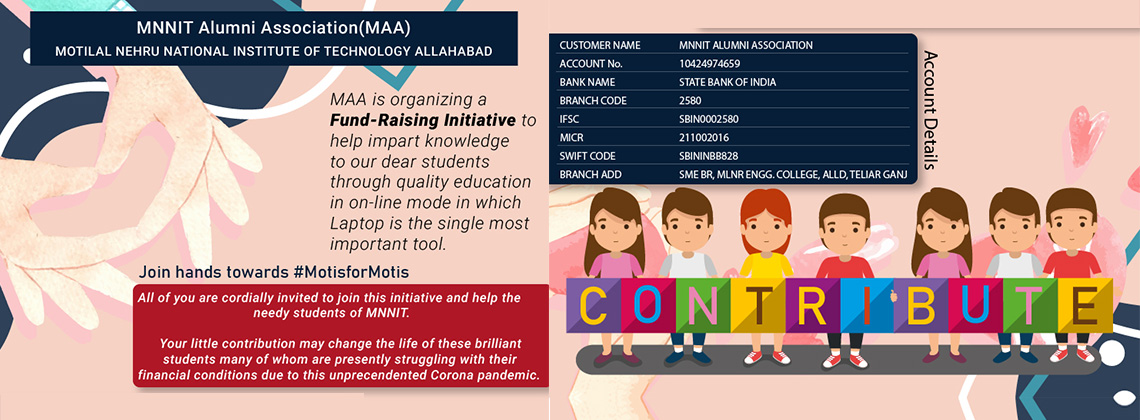 MNNIT Alumni Association(MAA)
MOTILAL NEHRU NATIONAL INSTITUTE OF TECHNOLOGY ALLAHABAD
MAA is organizing a
Fund-Raising Initiative to
help impart knowledge
to our dear students
through quality education
in on-line mode in which
Laptop is the single most
important tool.
Join hands towards #MotisforMotis
All of you are cordially invited to join this initiative and help the
needy students of MNNIT.
Your little contribution may change the life of these brilliant
students many of whom are presently struggling with their
financial conditions due to this unprecendented Corona pandemic.
CUSTOMER NAME MNNIT ALUMNI ASSOCIATION
ACCOUNT No. 10424974659
BANK NAME STATE BANK OF INDIA
BRANCH CODE 2580
IFSC SBIN0002580
MICR 211002016
SWIFT CODE SBININBB828
BRANCH ADD SME BR, MLNR ENGG. COLLEGE, ALLD, TELIAR GANJ
Account Details
CONTRIBUTE